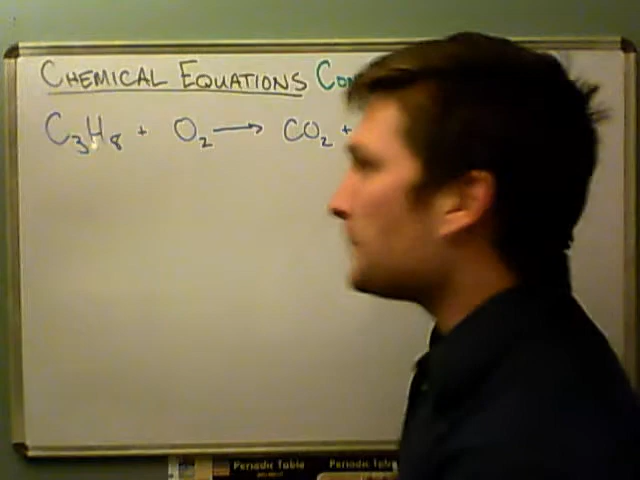 CHEMICAL EQUATIONS
C₃H₈ + O₂ → CO₂ +
Periodic Table Periodic Table